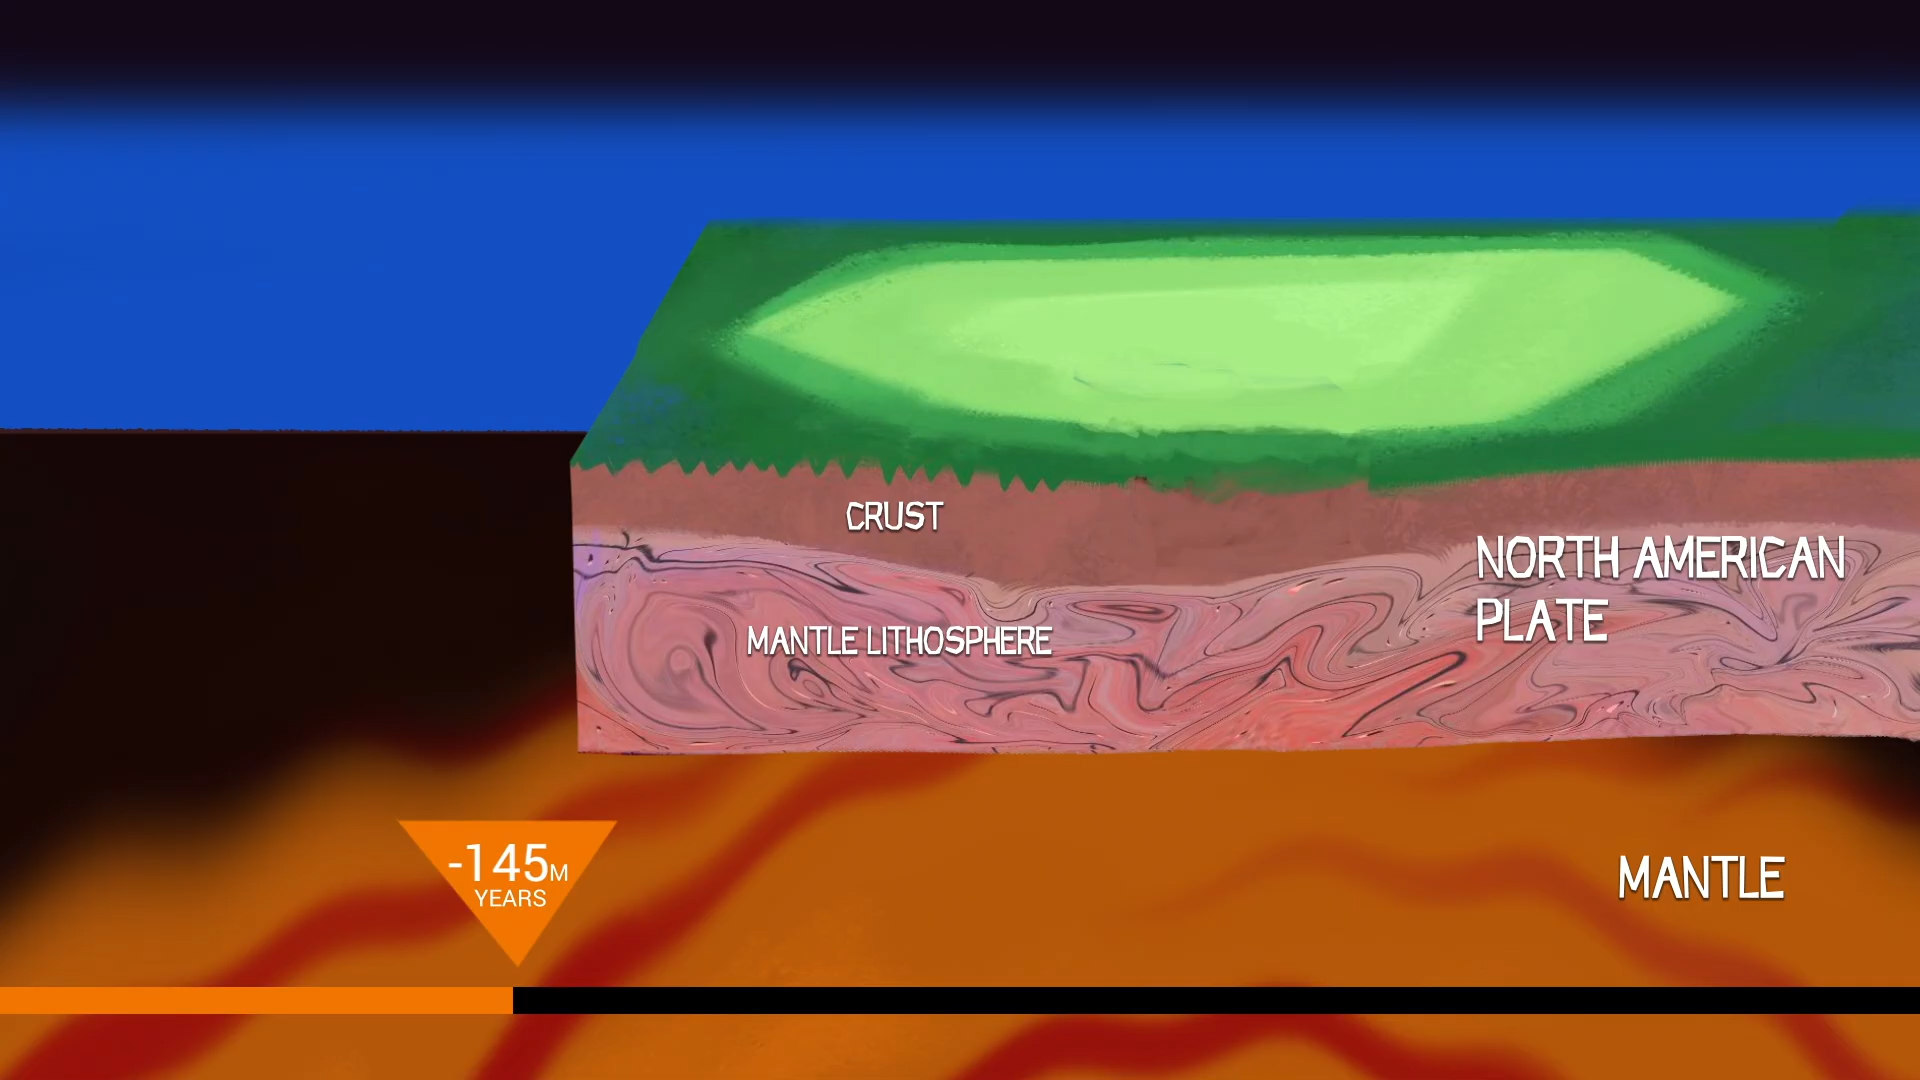 CRUST
NORTH AMERICAN
PLATE
MANTLE LITHOSPHERE
-145M
YEARS
MANTLE